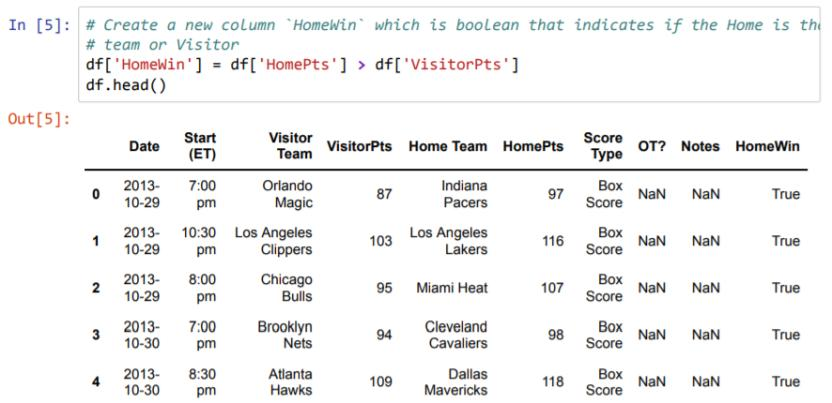 In [5]: # Create a new column `HomeWin` which is boolean that indicates if the Home is
# team or Visitor
df['HomeWin'] = df['HomePts'] > df['VisitorPts']
df.head()
Out[5]:
Date Start (ET) Visitor Team VisitorPts Home Team HomePts Score Type OT? Notes HomeWin
0 2013-10-29 7:00 pm Orlando Magic 87 Indiana Pacers 97 Box Score NaN NaN True
1 2013-10-29 10:30 pm Los Angeles Clippers 103 Los Angeles Lakers 116 Box Score NaN NaN True
2 2013-10-29 8:00 pm Chicago Bulls 95 Miami Heat 107 Box Score NaN NaN True
3 2013-10-30 7:00 pm Brooklyn Nets 94 Cleveland Cavaliers 98 Box Score NaN NaN True
4 2013-10-30 8:30 pm Atlanta Hawks 109 Dallas Mavericks 118 Box Score NaN NaN True